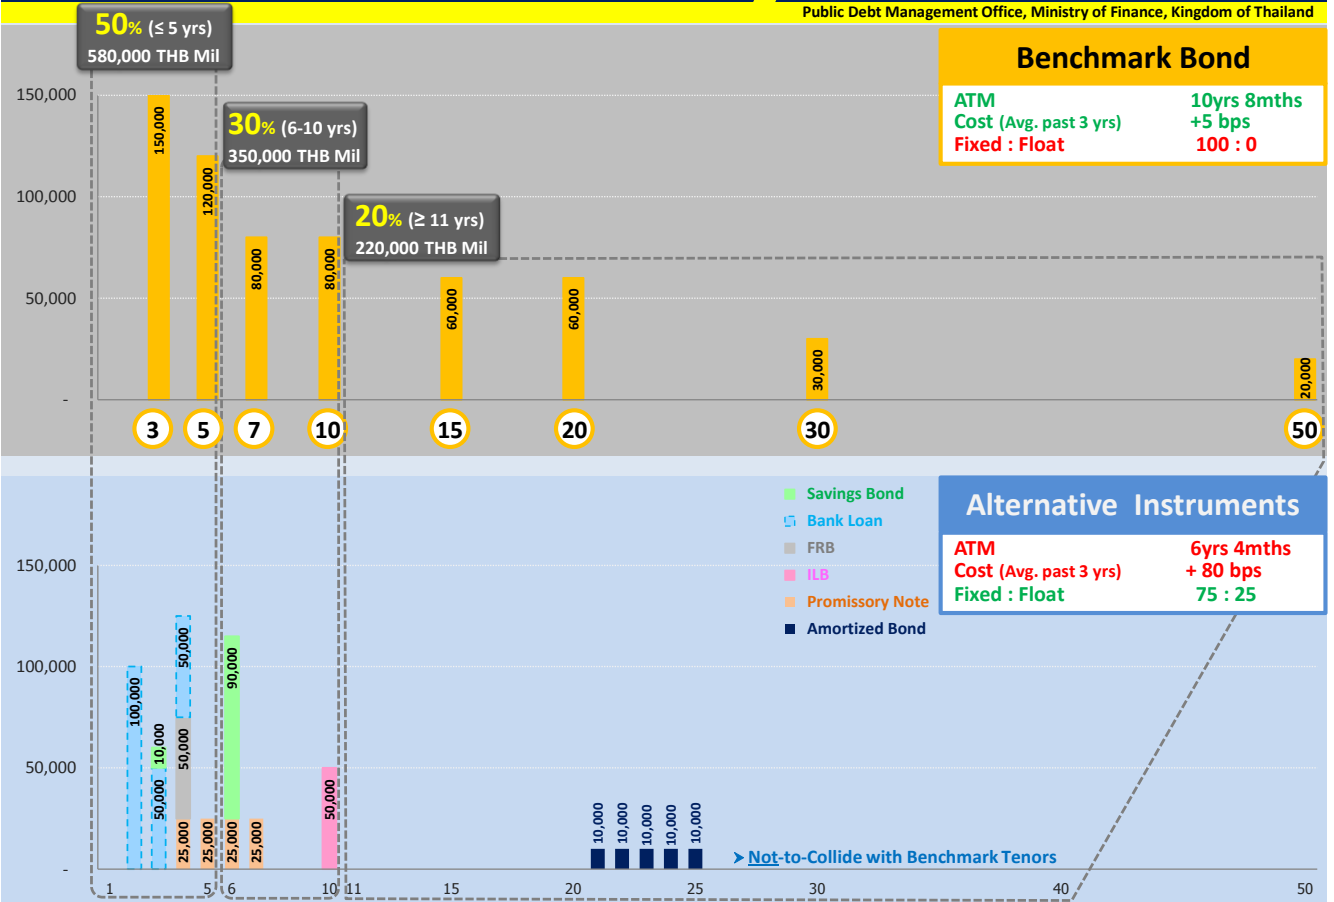 Public Debt Management Office, Ministry of Finance, Kingdom of Thailand
50% (≤ 5 yrs)
580,000 THB Mil
30% (6-10 yrs)
350,000 THB Mil
20% (≥ 11 yrs)
220,000 THB Mil
Benchmark Bond
ATM 10yrs 8mths
Cost (Avg. past 3 yrs) +5 bps
Fixed : Float 100 : 0
150,000
100,000
50,000
-
150,000
120,000
80,000
80,000
60,000
60,000
30,000
20,000
3 5 7 10 15 20 30 50
Savings Bond
Bank Loan
FRB
ILB
Promissory Note
Amortized Bond
Alternative Instruments
ATM 6yrs 4mths
Cost (Avg. past 3 yrs) + 80 bps
Fixed : Float 75 : 25
150,000
100,000
50,000
-
100,000
10,000
50,000
50,000
50,000
25,000
25,000
90,000
25,000
25,000
50,000
10,000
10,000
10,000
10,000
10,000
➢ Not-to-Collide with Benchmark Tenors
1 5 6 10 11 15 20 25 30 40 50